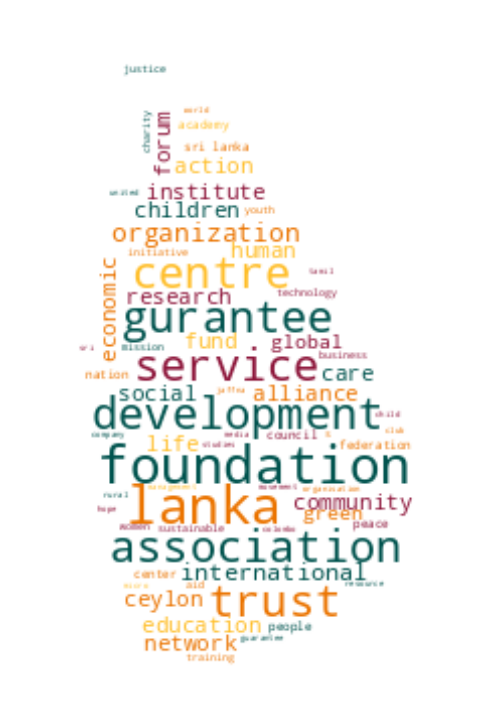 justice
world
charity
forum
academy
sri lanka
action
united
institute
children
youth
organization
initiative
human
economic
centre
tamil
research
technology
gurantee
fund
global
sri
mission
business
service
nation
care
social
jaffna
alliance
development
child
company
club
life
media
council
studies
federation
foundation
rural
management
movement
organisation
lanka
community
hope
green
women
sustainable
colombo
peace
association
center
international
micro
aid
resource
ceylon
trust
education
people
network
guarantee
training